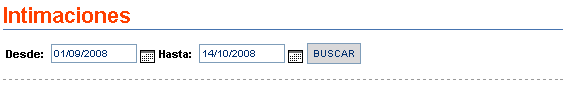 Intimaciones
Desde: 01/09/2008 Hasta: 14/10/2008 BUSCAR